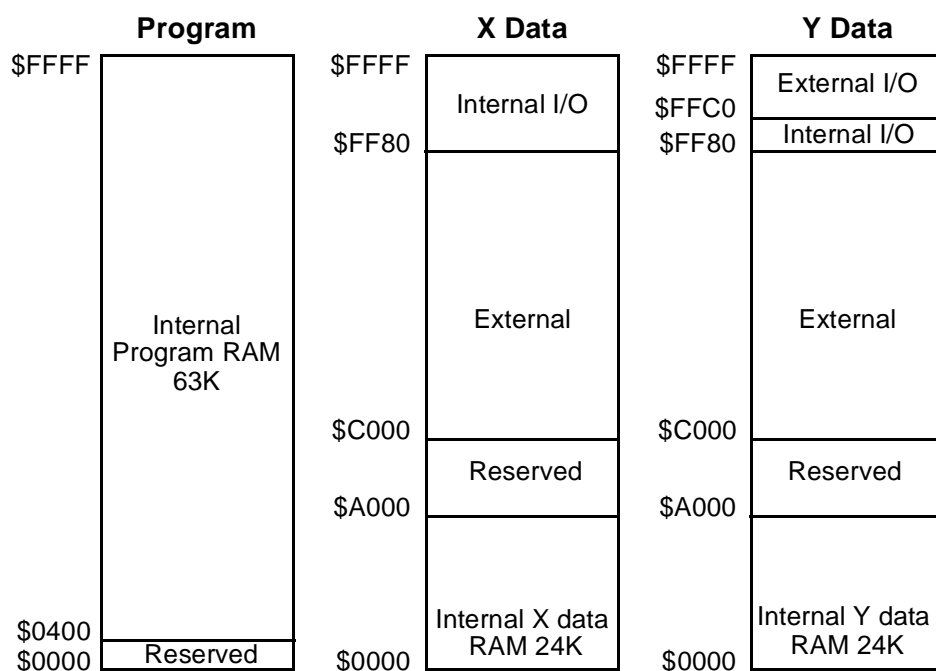 Program
$FFFF
Internal
Program RAM
63K
$0400
Reserved
$0000
X Data
$FFFF
Internal I/O
$FF80
External
$C000
Reserved
$A000
Internal X data
RAM 24K
$0000
Y Data
$FFFF
External I/O
$FFC0
Internal I/O
$FF80
External
$C000
Reserved
$A000
Internal Y data
RAM 24K
$0000